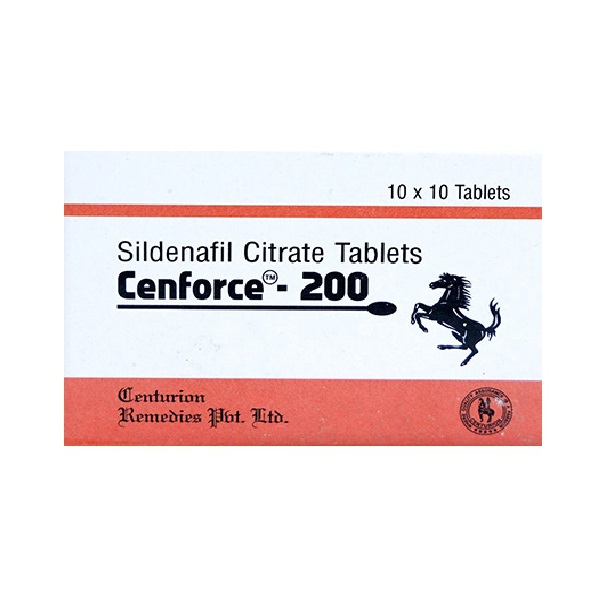 10 x 10 Tablets
Sildenafil Citrate Tablets
Cenforce™- 200
Centurion
Remedies Pvt. Ltd.